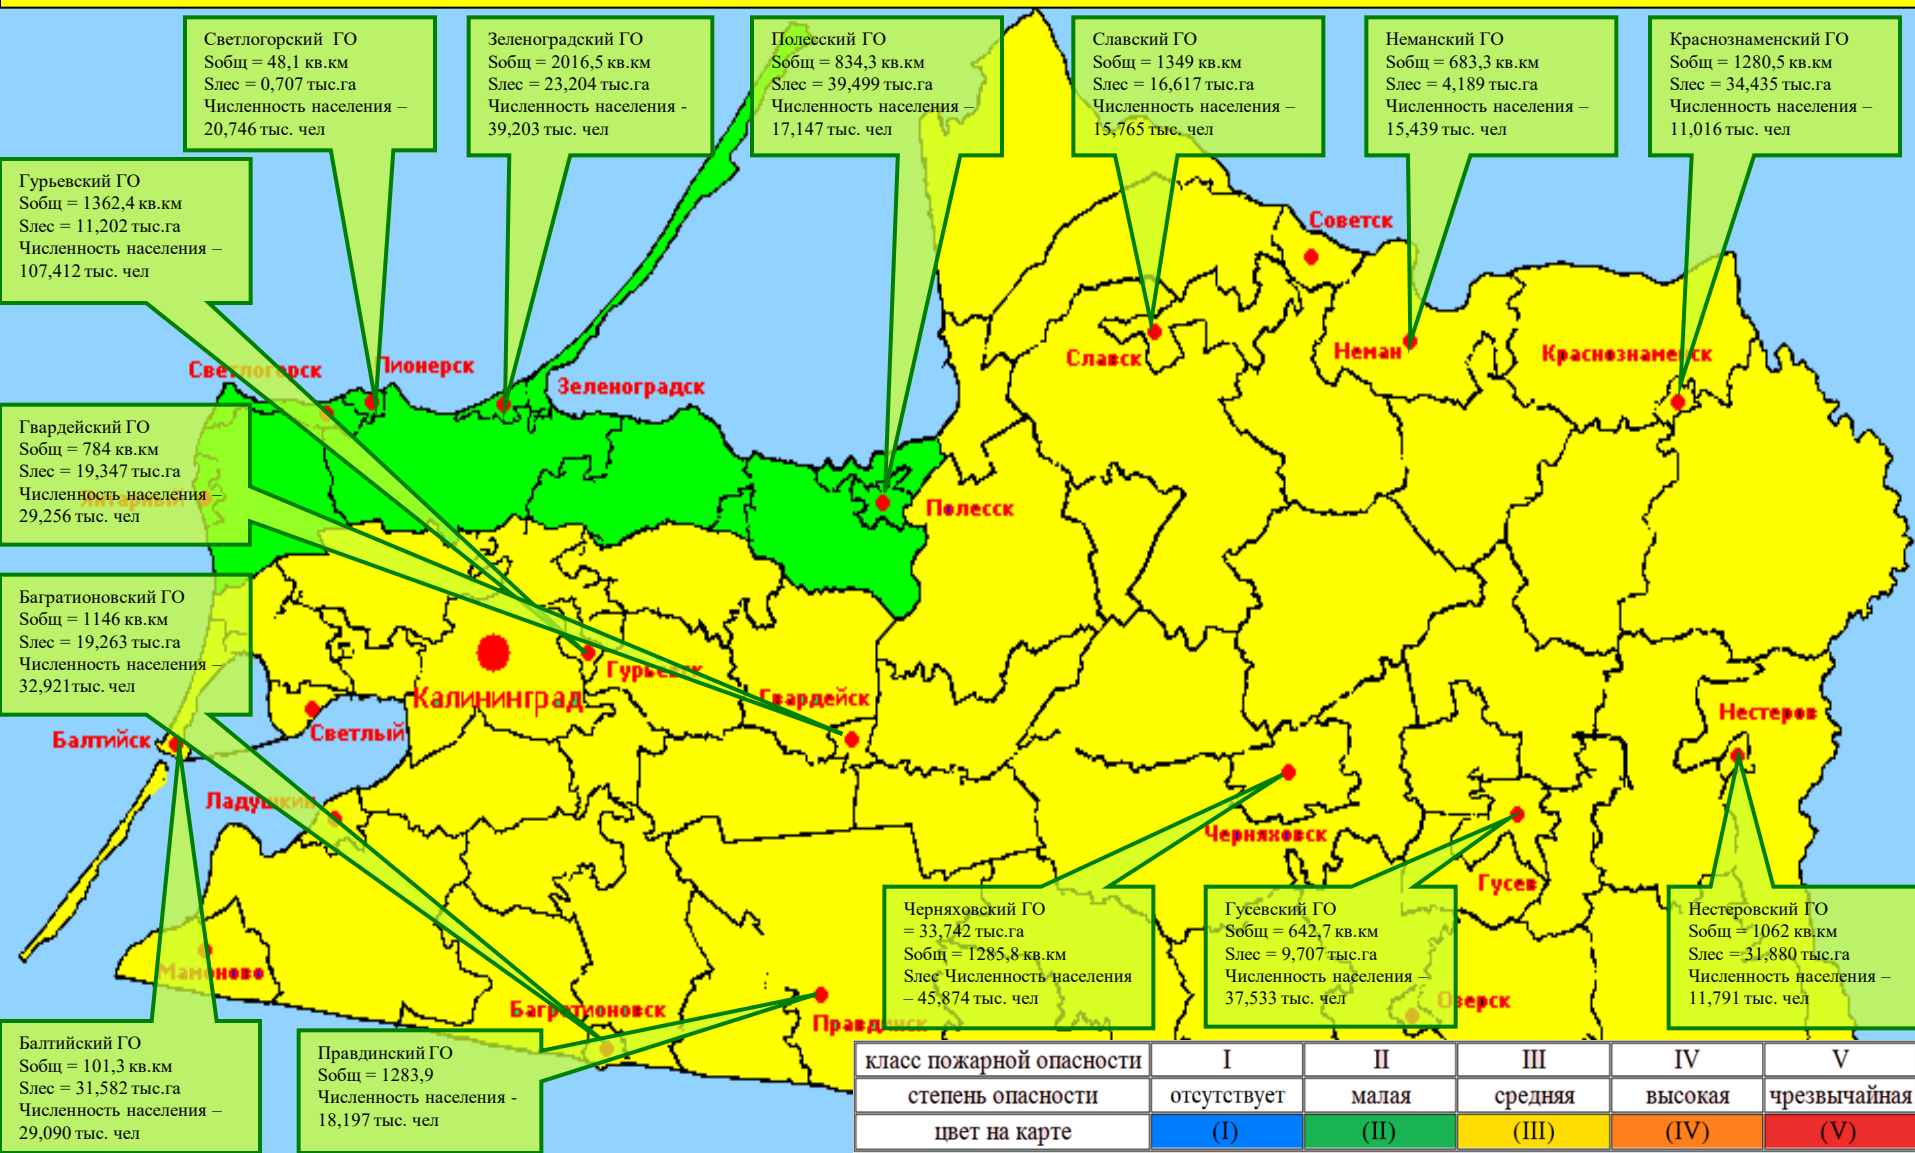 Светлогорский ГО
Sобщ = 48,1 кв.км
Sлес = 0,707 тыс.га
Численность населения –
20,746 тыс. чел
Зеленоградский ГО
Sобщ = 2016,5 кв.км
Sлес = 23,204 тыс.га
Численность населения -
39,203 тыс. чел
Полесский ГО
Sобщ = 834,3 кв.км
Sлес = 39,499 тыс.га
Численность населения –
17,147 тыс. чел
Славский ГО
Sобщ = 1349 кв.км
Sлес = 16,617 тыс.га
Численность населения –
15,765 тыс. чел
Неманский ГО
Sобщ = 683,3 кв.км
Sлес = 4,189 тыс.га
Численность населения –
15,439 тыс. чел
Краснознаменский ГО
Sобщ = 1280,5 кв.км
Sлес = 34,435 тыс.га
Численность населения –
11,016 тыс. чел
Гурьевский ГО
Sобщ = 1362,4 кв.км
Sлес = 11,202 тыс.га
Численность населения –
107,412 тыс. чел
Советск
Славск
Неман
Краснознаменск
Светлогорск
Пионерск
Зеленоградск
Гвардейский ГО
Sобщ = 784 кв.км
Sлес = 19,347 тыс.га
Численность населения –
29,256 тыс. чел
Янтарный
Полесск
Багратионовский ГО
Sобщ = 1146 кв.км
Sлес = 19,263 тыс.га
Численность населения –
32,921тыс. чел
Гурьевск
Калининград
Гвардейск
Нестеров
Балтийск
Светлый
Ладушкин
Черняховск
Гусев
Мамоново
Багратионовск
Правдинск
Озерск
Черняховский ГО
= 33,742 тыс.га
Sобщ = 1285,8 кв.км
Sлес Численность населения
– 45,874 тыс. чел
Гусевский ГО
Sобщ = 642,7 кв.км
Sлес = 9,707 тыс.га
Численность населения –
37,533 тыс. чел
Нестеровский ГО
Sобщ = 1062 кв.км
Sлес = 31,880 тыс.га
Численность населения –
11,791 тыс. чел
Балтийский ГО
Sобщ = 101,3 кв.км
Sлес = 31,582 тыс.га
Численность населения –
29,090 тыс. чел
Правдинский ГО
Sобщ = 1283,9
Численность населения -
18,197 тыс. чел
класс пожарной опасности I II III IV V
степень опасности отсутствует малая средняя высокая чрезвычайная
цвет на карте (I) (II) (III) (IV) (V)